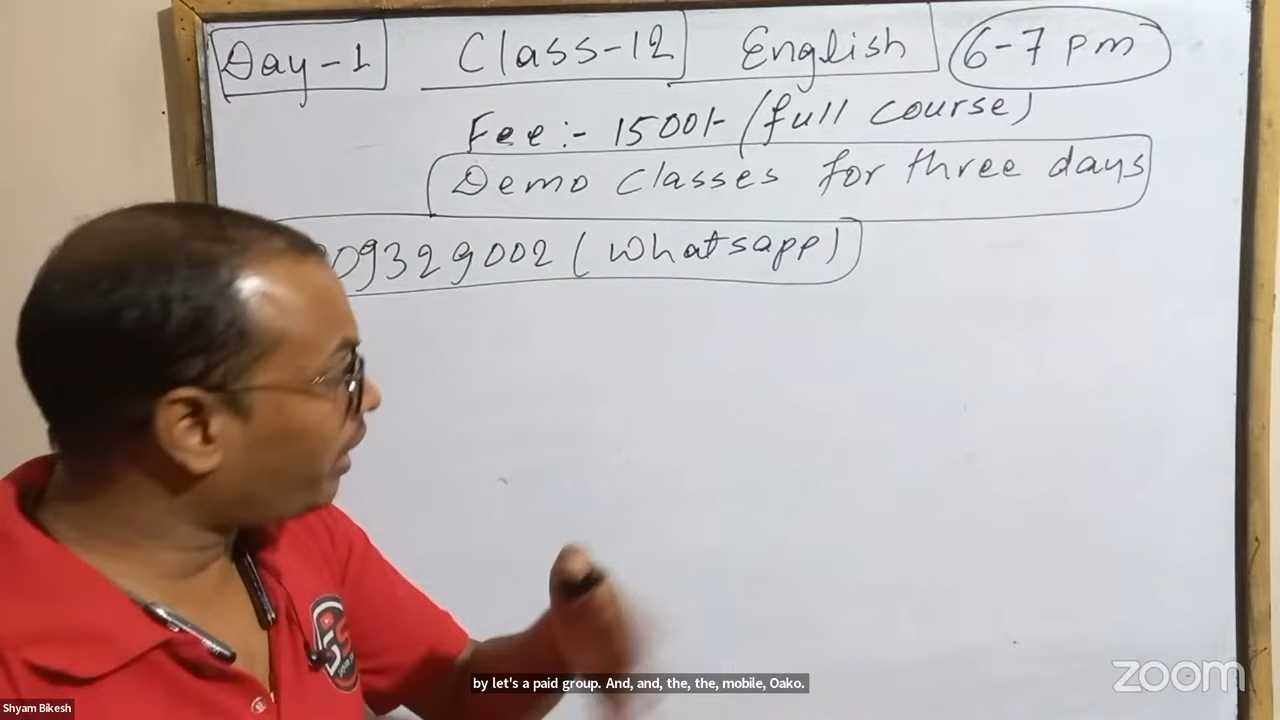 Day-1 Class-12 English 6-7 pm
Fee:- 1500/- (full course)
Demo classes for three days
09329002 (whatsapp)
by let's a paid group. And, and, the, the, mobile, Oako.
zoom
Shyam Bikesh